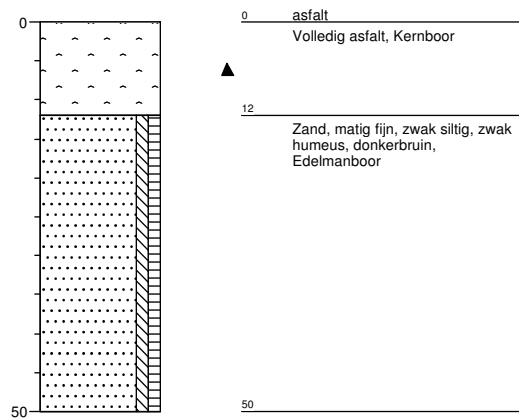 0
0 asfalt
Volledig asfalt, Kernboor
12
Zand, matig fijn, zwak siltig, zwak
humeus, donkerbruin,
Edelmanboor
50
50